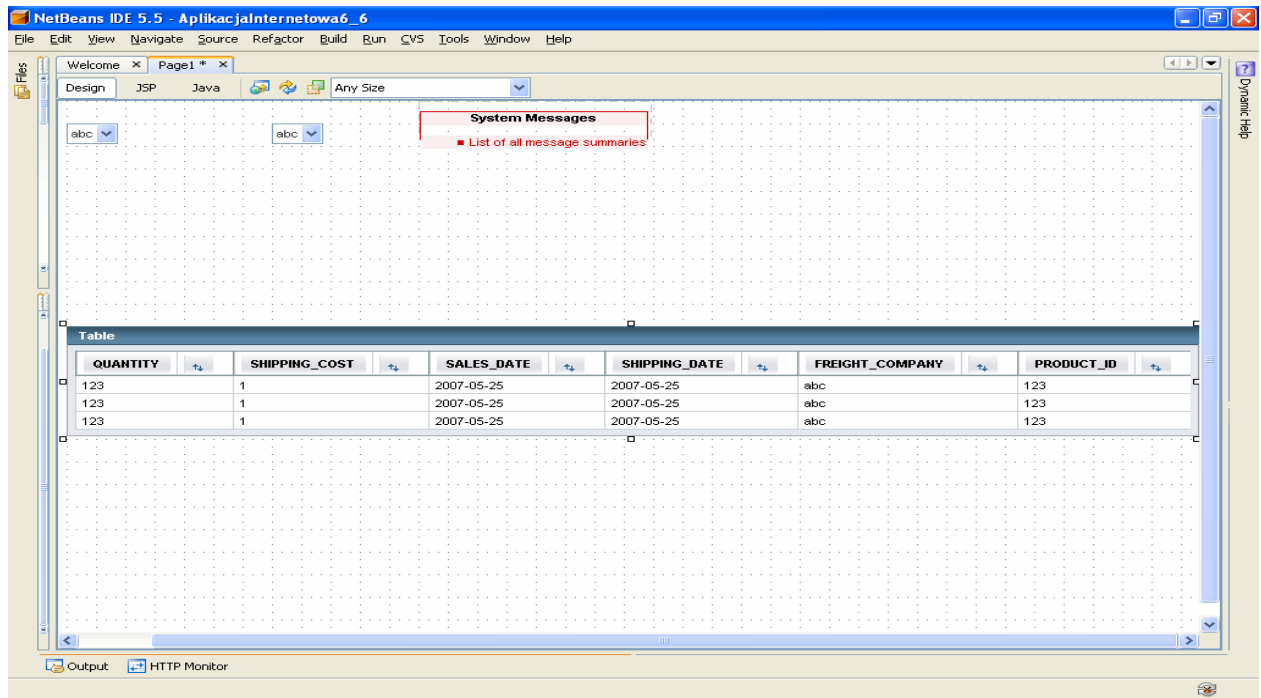 NetBeans IDE 5.5 - AplikacjaInternetowa6_6
File Edit View Navigate Source Refactor Build Run CVS Tools Window Help
Files
Welcome Page1 *
Design JSP Java Any Size
Dynamic Help
System Messages
abc abc
List of all message summaries
Table
QUANTITY SHIPPING_COST SALES_DATE SHIPPING_DATE FREIGHT_COMPANY PRODUCT_ID
123 1 2007-05-25 2007-05-25 abc 123
123 1 2007-05-25 2007-05-25 abc 123
123 1 2007-05-25 2007-05-25 abc 123
Output HTTP Monitor